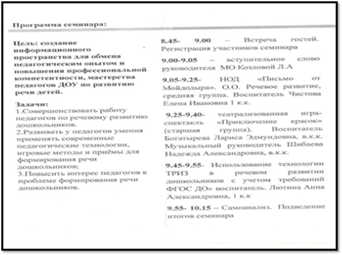 Программа семинара:
Цель: создание
информационного
пространства для обмена
педагогическим опытом и
повышения профессиональной
компетентности, мастерства
педагогов ДОУ по развитию
речи детей.
Задачи:
1.Совершенствовать работу
педагогов по речевому развитию
дошкольников.
2.Развивать у педагогов умения
применять современные
педагогические технологии,
игровые методы и приёмы для
формирования речи
дошкольников;
3.Повысить интерес педагогов к
проблеме формирования речи
дошкольников.
8.45- 9.00 – Встреча гостей.
Регистрация участников семинара
9.00-9.05 – вступительное слово
руководителя МО Козловой Л.А
9.05-9.25- НОД «Письмо от
Мойдодыра». О.О. Речевое развитие,
средняя группа. Воспитатель Чистова
Елена Ивановна 1 к.к.
9.25-9.40- театрализованная игра-
спектакль «Приключение красок»
(старшая группа). Воспитатель
Богатырева Лариса Эдмундовна, в.к.к.
Музыкальный руководитель Шибаева
Надежда Александровна, в.к.к.
9.45-9.55- Использование технологии
ТРИЗ в речевом развитии
дошкольников с учетом требований
ФГОС ДО» воспитатель. Лютина Анна
Александровна, 1 к.к
9.55- 10.15 – Самоанализ. Подведение
итогов семинара